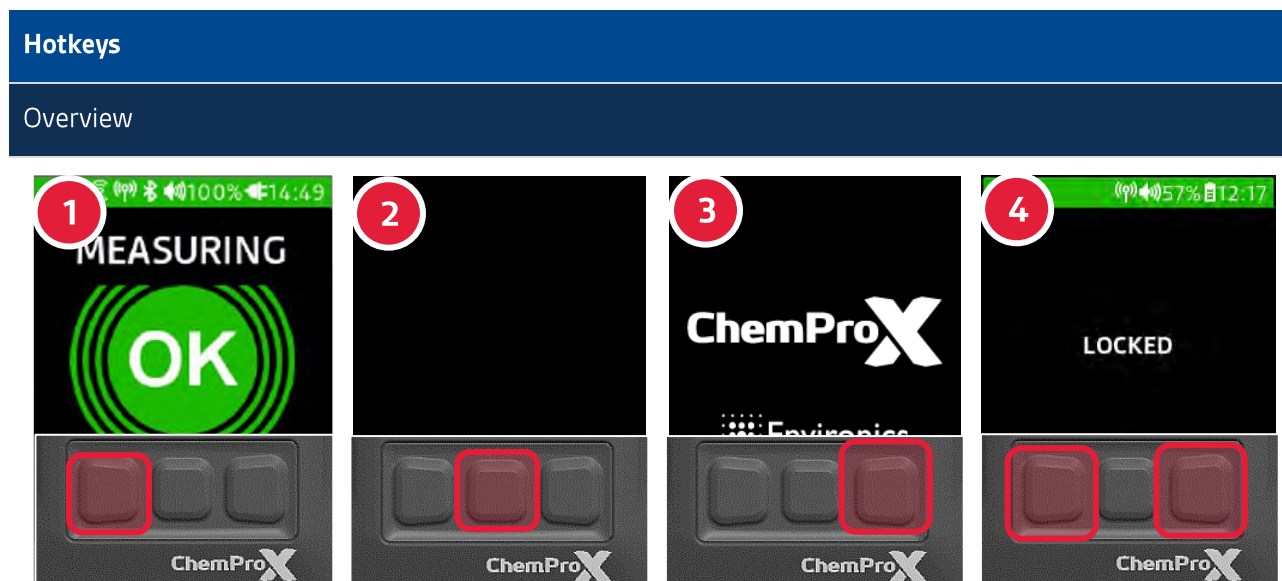 Hotkeys
Overview
1
100% 14:49
MEASURING
OK
ChemProX
2
ChemProX
3
ChemProX
Environics
ChemProX
4
57% 12:17
LOCKED
ChemProX